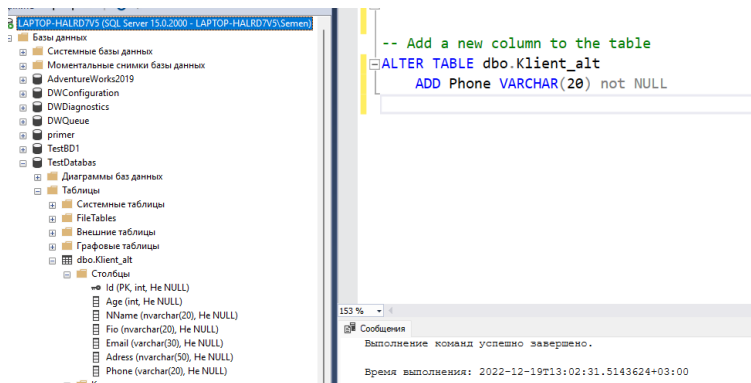 LAPTOP-HALRD7V5 (SQL Server 15.0.2000 - LAPTOP-HALRD7V5\Semen)
Базы данных
Системные базы данных
Моментальные снимки базы данных
AdventureWorks2019
DWConfiguration
DWDiagnostics
DWQueue
primer
TestBD1
TestDatabas
Диаграммы баз данных
Таблицы
Системные таблицы
FileTables
Внешние таблицы
Графовые таблицы
dbo.Klient_alt
Столбцы
Id (PK, int, Не NULL)
Age (int, Не NULL)
NName (nvarchar(20), Не NULL)
Fio (nvarchar(20), Не NULL)
Email (varchar(30), Не NULL)
Adress (nvarchar(50), Не NULL)
Phone (varchar(20), Не NULL)
-- Add a new column to the table
ALTER TABLE dbo.Klient_alt
ADD Phone VARCHAR(20) not NULL
153 %
Сообщения
Выполнение команд успешно завершено.
Время выполнения: 2022-12-19T13:02:31.5143624+03:00